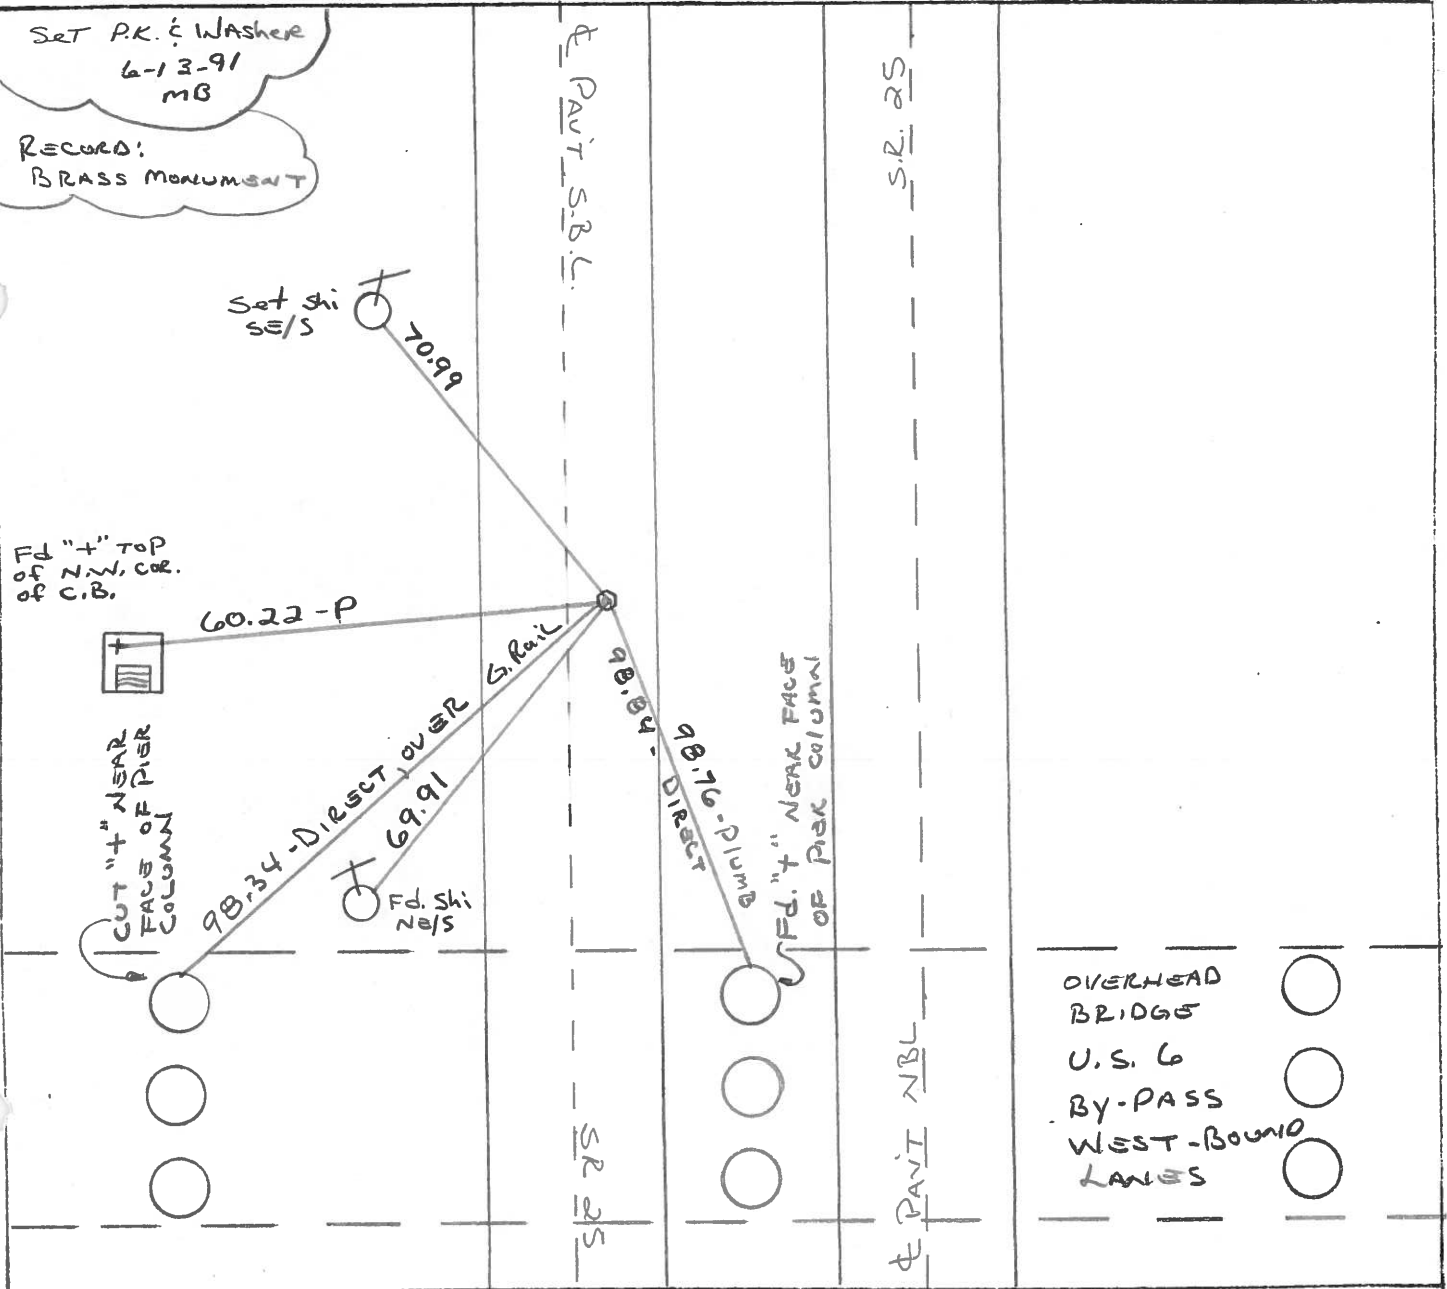 SET P.K. & WASHER
6-13-91
MB
RECORD:
BRASS MONUMENT
℄ PAV'T S.B.L.
S.R. 25
Set Shi
SE/S
70.99
Fd "+" TOP
of N.W. COR.
of C.B.
60.22-P
98.34-DIRECT, OVER G.RaiL
69.91
98.84- DIRECT
98.76-PLUMB
CUT "+" NEAR
FACE OF PIER
COLUMN
Fd. Shi
NE/S
Fd. "+" NEAR FACE
OF PIER COLUMN
OVERHEAD
BRIDGE
U.S. 6
BY-PASS
WEST-BOUND
LANES
SR 25
℄ PAV'T NBL